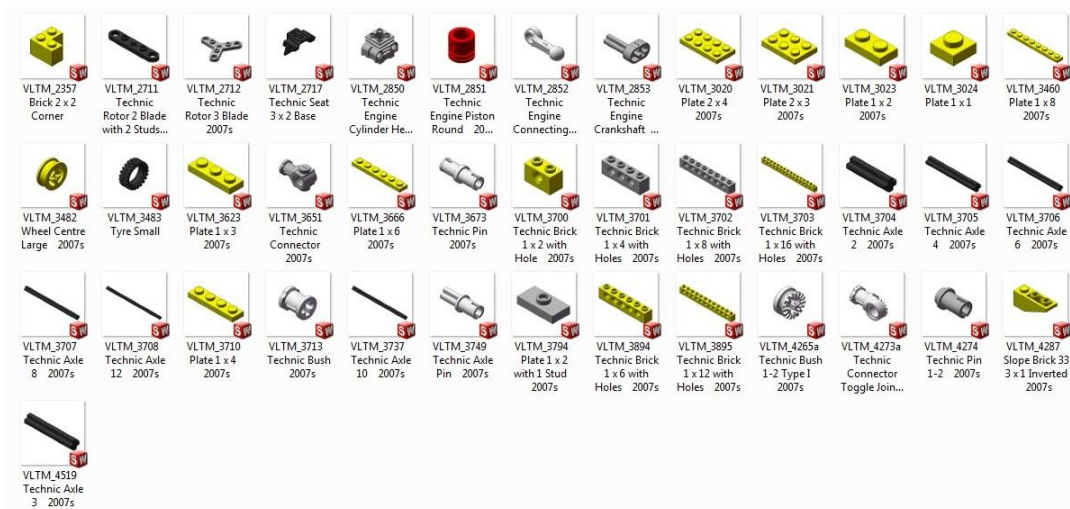 VLTM_2357
Brick 2 x 2
Corner
VLTM_2711
Technic
Rotor 2 Blade
with 2 Studs...
VLTM_2712
Technic
Rotor 3 Blade
2007s
VLTM_2717
Technic Seat
3 x 2 Base
VLTM_2850
Technic
Engine
Cylinder He...
VLTM_2851
Technic
Engine Piston
Round 20...
VLTM_2852
Technic
Engine
Connecting...
VLTM_2853
Technic
Engine
Crankshaft ...
VLTM_3020
Plate 2 x 4
2007s
VLTM_3021
Plate 2 x 3
2007s
VLTM_3023
Plate 1 x 2
2007s
VLTM_3024
Plate 1 x 1
VLTM_3460
Plate 1 x 8
2007s
VLTM_3482
Wheel Centre
Large 2007s
VLTM_3483
Tyre Small
VLTM_3623
Plate 1 x 3
2007s
VLTM_3651
Technic
Connector
2007s
VLTM_3666
Plate 1 x 6
2007s
VLTM_3673
Technic Pin
2007s
VLTM_3700
Technic Brick
1 x 2 with
Hole 2007s
VLTM_3701
Technic Brick
1 x 4 with
Holes 2007s
VLTM_3702
Technic Brick
1 x 8 with
Holes 2007s
VLTM_3703
Technic Brick
1 x 16 with
Holes 2007s
VLTM_3704
Technic Axle
2 2007s
VLTM_3705
Technic Axle
4 2007s
VLTM_3706
Technic Axle
6 2007s
VLTM_3707
Technic Axle
8 2007s
VLTM_3708
Technic Axle
12 2007s
VLTM_3710
Plate 1 x 4
2007s
VLTM_3713
Technic Bush
2007s
VLTM_3737
Technic Axle
10 2007s
VLTM_3749
Technic Axle
Pin 2007s
VLTM_3794
Plate 1 x 2
with 1 Stud
2007s
VLTM_3894
Technic Brick
1 x 6 with
Holes 2007s
VLTM_3895
Technic Brick
1 x 12 with
Holes 2007s
VLTM_4265a
Technic Bush
1-2 Type I
2007s
VLTM_4273a
Technic
Connector
Toggle Join...
VLTM_4274
Technic Pin
1-2 2007s
VLTM_4287
Slope Brick 33
3 x 1 Inverted
2007s
VLTM_4519
Technic Axle
3 2007s